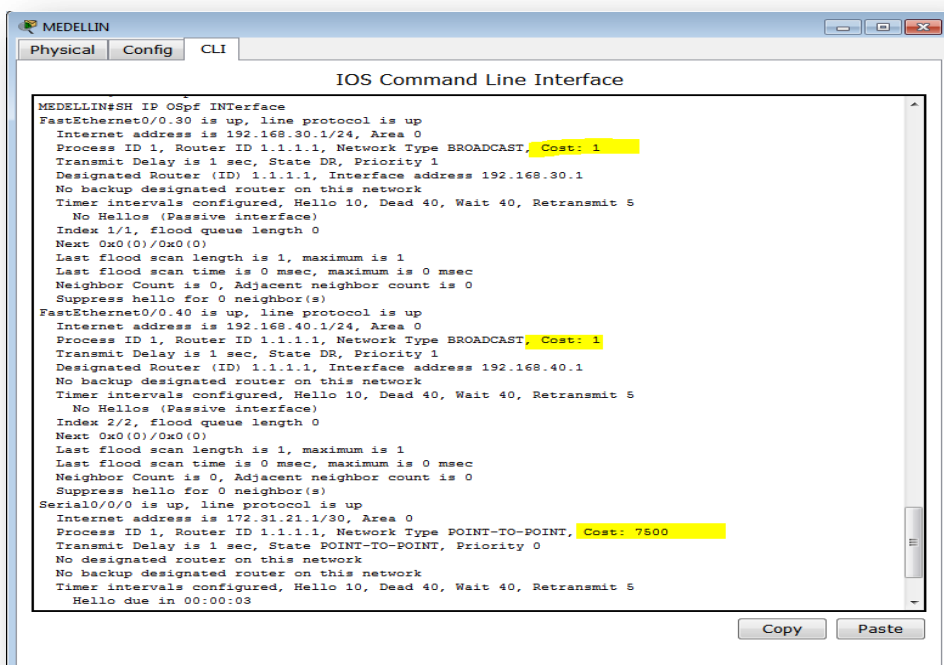 MEDELLIN
Physical Config CLI
IOS Command Line Interface
MEDELLIN#SH IP OSpf INTerface
FastEthernet0/0.30 is up, line protocol is up
Internet address is 192.168.30.1/24, Area 0
Process ID 1, Router ID 1.1.1.1, Network Type BROADCAST, Cost: 1
Transmit Delay is 1 sec, State DR, Priority 1
Designated Router (ID) 1.1.1.1, Interface address 192.168.30.1
No backup designated router on this network
Timer intervals configured, Hello 10, Dead 40, Wait 40, Retransmit 5
No Hellos (Passive interface)
Index 1/1, flood queue length 0
Next 0x0(0)/0x0(0)
Last flood scan length is 1, maximum is 1
Last flood scan time is 0 msec, maximum is 0 msec
Neighbor Count is 0, Adjacent neighbor count is 0
Suppress hello for 0 neighbor(s)
FastEthernet0/0.40 is up, line protocol is up
Internet address is 192.168.40.1/24, Area 0
Process ID 1, Router ID 1.1.1.1, Network Type BROADCAST, Cost: 1
Transmit Delay is 1 sec, State DR, Priority 1
Designated Router (ID) 1.1.1.1, Interface address 192.168.40.1
No backup designated router on this network
Timer intervals configured, Hello 10, Dead 40, Wait 40, Retransmit 5
No Hellos (Passive interface)
Index 2/2, flood queue length 0
Next 0x0(0)/0x0(0)
Last flood scan length is 1, maximum is 1
Last flood scan time is 0 msec, maximum is 0 msec
Neighbor Count is 0, Adjacent neighbor count is 0
Suppress hello for 0 neighbor(s)
Serial0/0/0 is up, line protocol is up
Internet address is 172.31.21.1/30, Area 0
Process ID 1, Router ID 1.1.1.1, Network Type POINT-TO-POINT, Cost: 7500
Transmit Delay is 1 sec, State POINT-TO-POINT, Priority 0
No designated router on this network
No backup designated router on this network
Timer intervals configured, Hello 10, Dead 40, Wait 40, Retransmit 5
Hello due in 00:00:03
Copy Paste